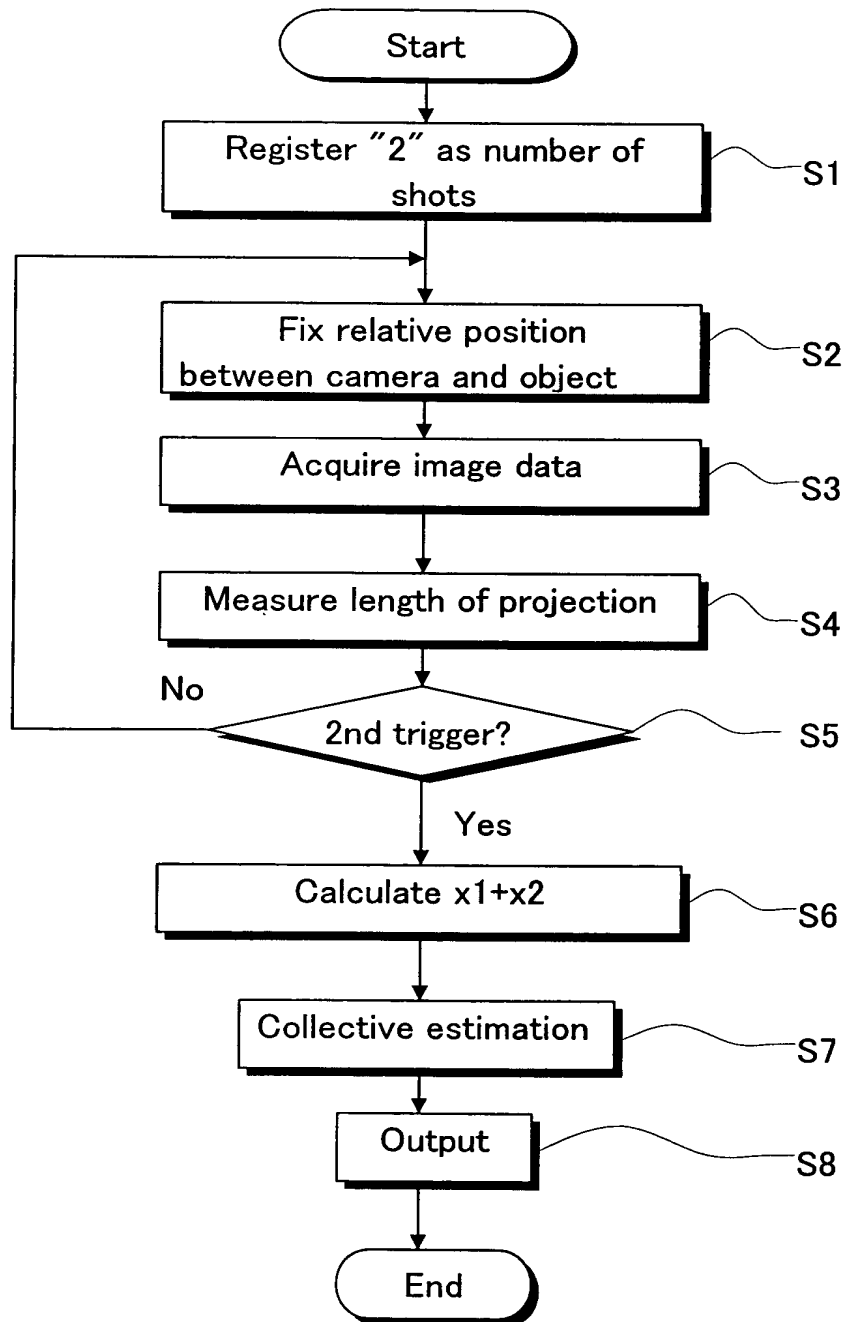 Start
Register "2" as number of
shots
S1
Fix relative position
between camera and object
S2
Acquire image data
S3
Measure length of projection
S4
No
2nd trigger?
S5
Yes
Calculate x1+x2
S6
Collective estimation
S7
Output
S8
End